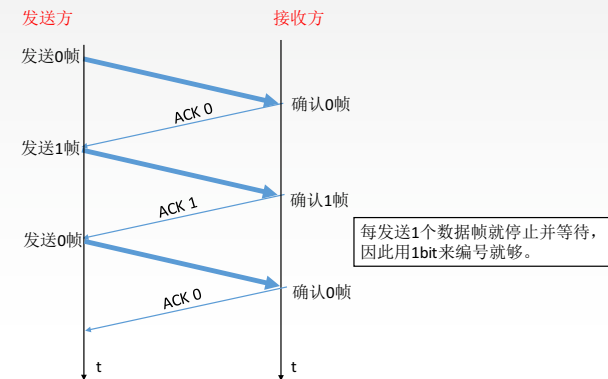 发送方
接收方
发送0帧
ACK 0
确认0帧
发送1帧
ACK 1
确认1帧
每发送1个数据帧就停止并等待，
因此用1bit来编号就够。
发送0帧
ACK 0
确认0帧
t
t